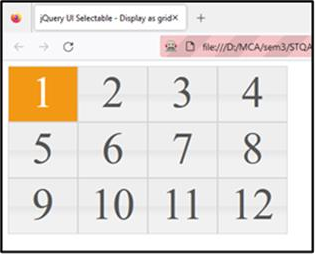 jQuery UI Selectable - Display as grid
file:///D:/MCA/sem3/STQA
1 2 3 4
5 6 7 8
9 10 11 12